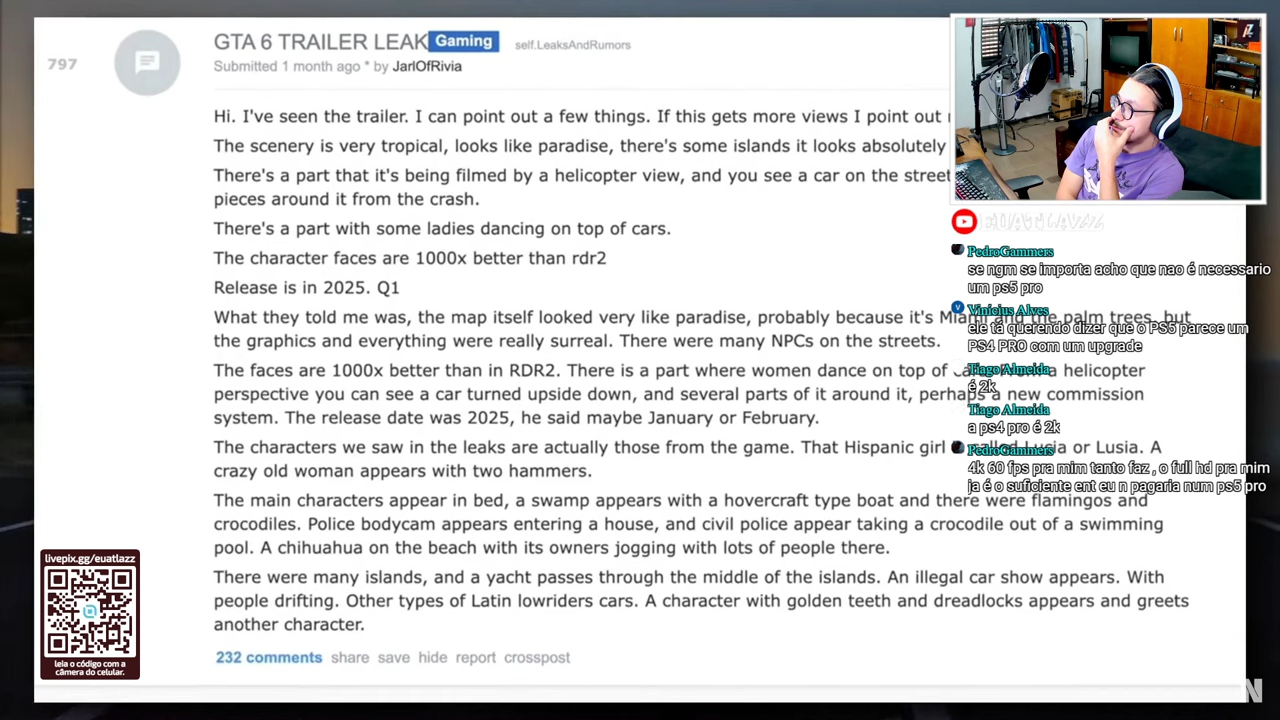 797
GTA 6 TRAILER LEAK Gaming self.LeaksAndRumors
Submitted 1 month ago * by JarlOfRivia
Hi. I've seen the trailer. I can point out a few things. If this gets more views I point out
The scenery is very tropical, looks like paradise, there's some islands it looks absolutely
There's a part that it's being filmed by a helicopter view, and you see a car on the street
pieces around it from the crash.
There's a part with some ladies dancing on top of cars.
The character faces are 1000x better than rdr2
Release is in 2025. Q1
What they told me was, the map itself looked very like paradise, probably because it's Miami and the palm trees, but
the graphics and everything were really surreal. There were many NPCs on the streets.
The faces are 1000x better than in RDR2. There is a part where women dance on top of a helicopter
perspective you can see a car turned upside down, and several parts of it around it, perhaps a new commission
system. The release date was 2025, he said maybe January or February.
The characters we saw in the leaks are actually those from the game. That Hispanic girl Lucia or Lusia. A
crazy old woman appears with two hammers.
The main characters appear in bed, a swamp appears with a hovercraft type boat and there were flamingos and
crocodiles. Police bodycam appears entering a house, and civil police appear taking a crocodile out of a swimming
pool. A chihuahua on the beach with its owners jogging with lots of people there.
There were many islands, and a yacht passes through the middle of the islands. An illegal car show appears. With
people drifting. Other types of Latin lowriders cars. A character with golden teeth and dreadlocks appears and greets
another character.
232 comments share save hide report crosspost
EUATLAZZ
PedroGammers
se ngm se importa acho que nao é necessario
um ps5 pro
V
Vinícius Alves
ele tá querendo dizer que o PS5 parece um
PS4 PRO com um upgrade
Tiago Almeida
é 2k
Tiago Almeida
a ps4 pro é 2k
PedroGammers
4k 60 fps pra mim tanto faz , o full hd pra mim
ja é o suficiente ent eu n pagaria num ps5 pro
livepix.gg/euatlazz
leia o código com a
câmera do celular.
N